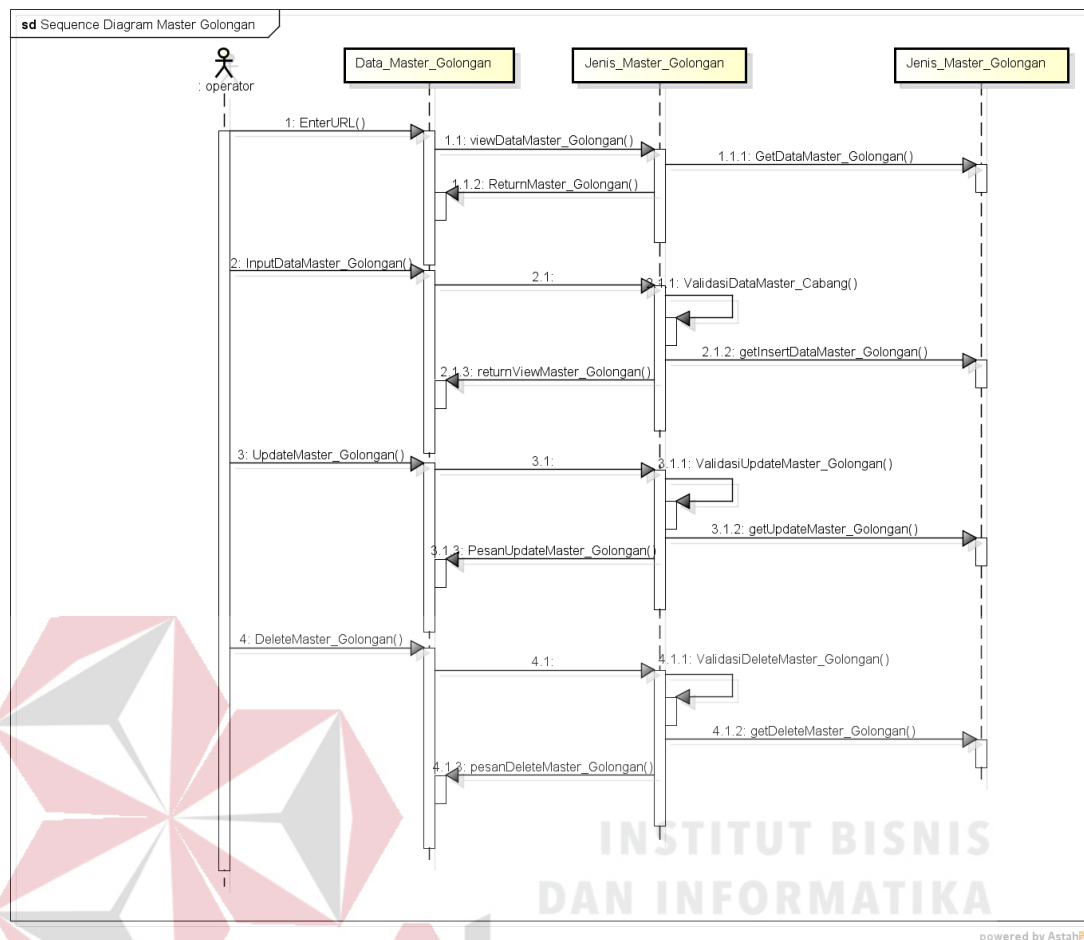 sd Sequence Diagram Master Golongan
: operator
Data_Master_Golongan
Jenis_Master_Golongan
Jenis_Master_Golongan
1: EnterURL()
1.1: viewDataMaster_Golongan()
1.1.1: GetDataMaster_Golongan()
1.1.2: ReturnMaster_Golongan()
2: InputDataMaster_Golongan()
2.1:
2.1.1: ValidasiDataMaster_Cabang()
2.1.2: getInsertDataMaster_Golongan()
2.1.3: returnViewMaster_Golongan()
3: UpdateMaster_Golongan()
3.1:
3.1.1: ValidasiUpdateMaster_Golongan()
3.1.2: getUpdateMaster_Golongan()
3.1.3: PesanUpdateMaster_Golongan()
4: DeleteMaster_Golongan()
4.1:
4.1.1: ValidasiDeleteMaster_Golongan()
4.1.2: getDeleteMaster_Golongan()
4.1.3: pesanDeleteMaster_Golongan()
INSTITUT BISNIS
DAN INFORMATIKA
powered by Astah